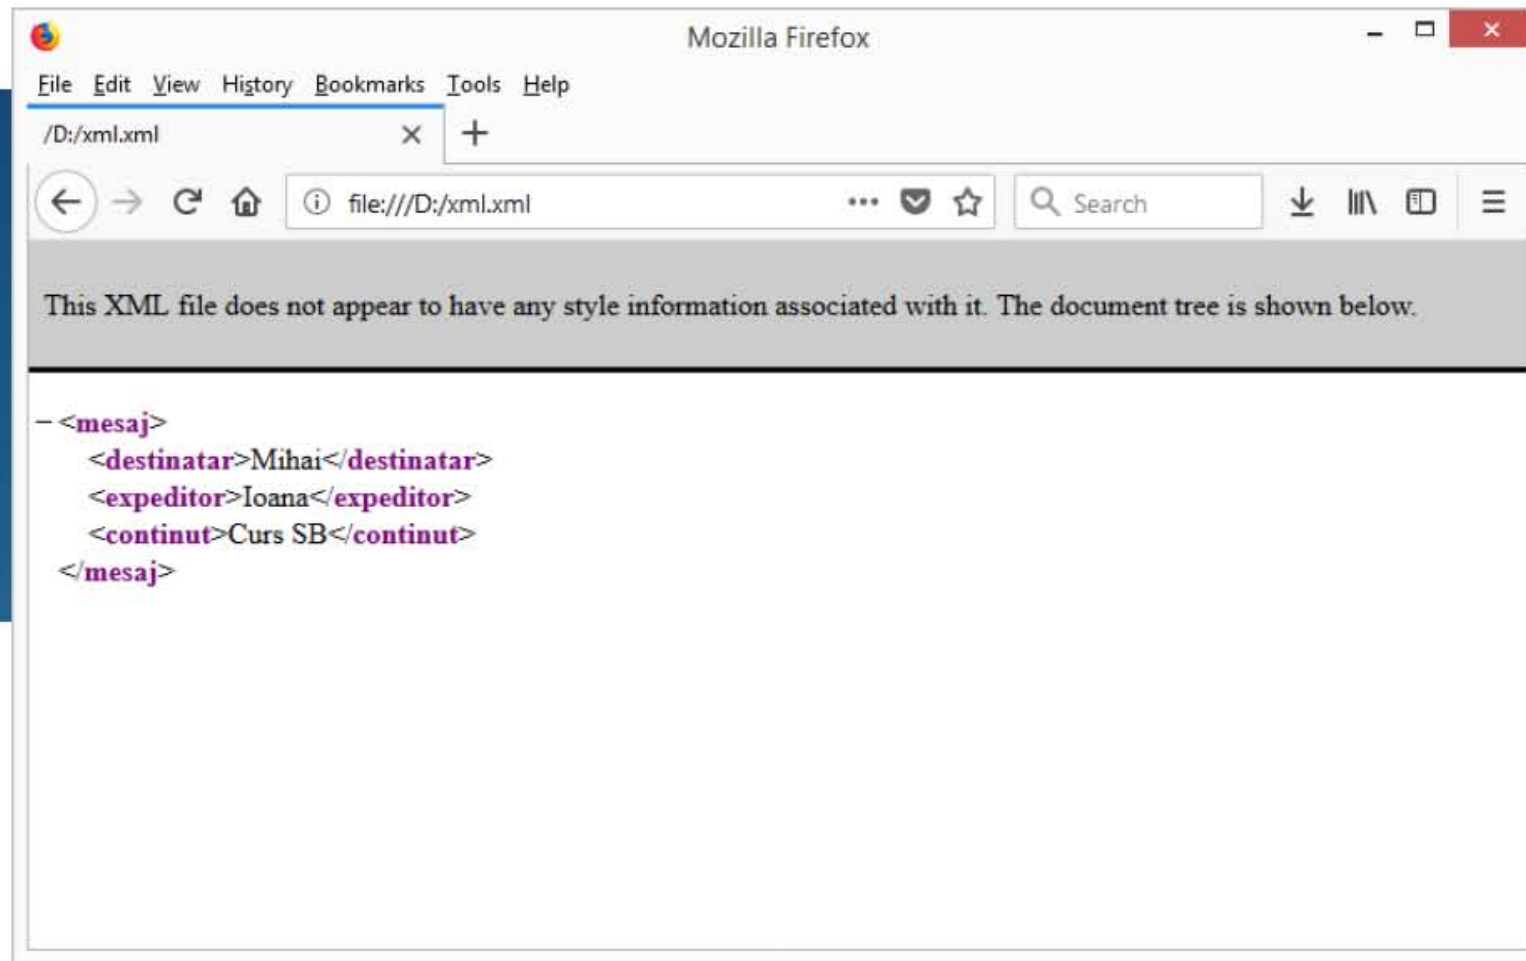 Mozilla Firefox
File Edit View History Bookmarks Tools Help
/D:/xml.xml
file:///D:/xml.xml Search
This XML file does not appear to have any style information associated with it. The document tree is shown below.
−<mesaj>
<destinatar>Mihai</destinatar>
<expeditor>Ioana</expeditor>
<continut>Curs SB</continut>
</mesaj>